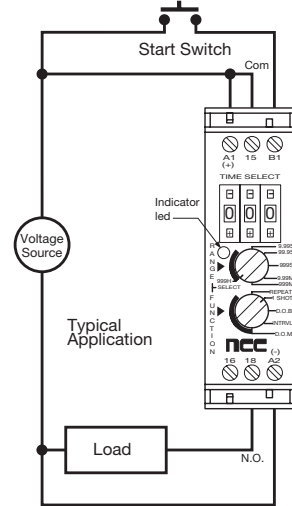 Start Switch
Com
A1 15 B1
(+)
TIME SELECT
Indicator
led
0 0 0
Voltage
Source
RANGE
SELECT
FUNCTION
9.99S
99.9S
999S
9.99M
999M
999H
REPEAT
1 SHOT
D.O.B.
INTRVL
D.O.M
Typical
Application
ncc
(-)
16 18 A2
Load
N.O.